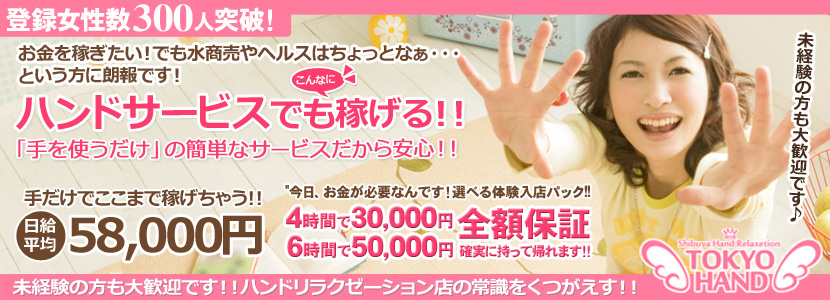 登録女性数300人突破!
お金を稼ぎたい!でも水商売やヘルスはちょっとなぁ・・・
という方に朗報です!
こんなに
ハンドサービスでも稼げる!!
「手を使うだけ」の簡単なサービスだから安心!!
未経験の方も大歓迎です♪
手だけでここまで稼げちゃう!!
日給平均 58,000円
"今日、お金が必要なんです!選べる体験入店パック!!
4時間で30,000円
6時間で50,000円
全額保証
確実に持って帰れます!!
Shibuya Hand Relaxetion
TOKYO
HAND
未経験の方も大歓迎です!!ハンドリラクゼーション店の常識をくつがえす!!